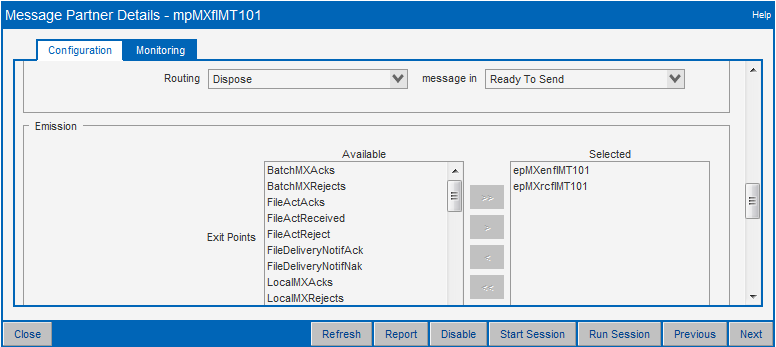 Message Partner Details - mpMXflMT101 Help
Configuration Monitoring
Routing Dispose message in Ready To Send
Emission
Available Selected
BatchMXAcks epMXenflMT101
BatchMXRejects epMXrcflMT101
FileActAcks >>
FileActReceived
FileActReject >
Exit Points
FileDeliveryNotifAck <
FileDeliveryNotifNak
LocalMXAcks <<
LocalMXRejects
Close Refresh Report Disable Start Session Run Session Previous Next